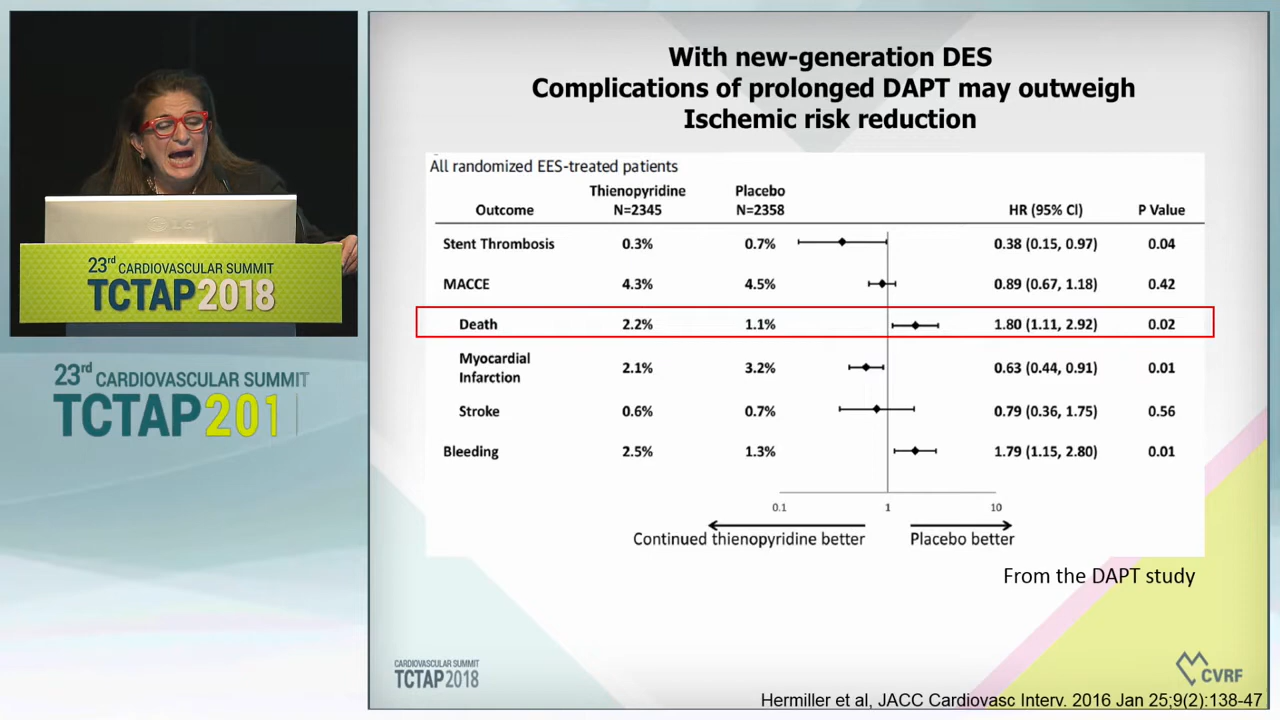 With new-generation DES
Complications of prolonged DAPT may outweigh
Ischemic risk reduction
All randomized EES-treated patients
Outcome Thienopyridine N=2345 Placebo N=2358 HR (95% CI) P Value
Stent Thrombosis 0.3% 0.7% 0.38 (0.15, 0.97) 0.04
MACCE 4.3% 4.5% 0.89 (0.67, 1.18) 0.42
Death 2.2% 1.1% 1.80 (1.11, 2.92) 0.02
Myocardial Infarction 2.1% 3.2% 0.63 (0.44, 0.91) 0.01
Stroke 0.6% 0.7% 0.79 (0.36, 1.75) 0.56
Bleeding 2.5% 1.3% 1.79 (1.15, 2.80) 0.01
0.1 1 10
Continued thienopyridine better Placebo better
From the DAPT study
CARDIOVASCULAR SUMMIT
TCTAP2018
CVRF
Hermiller et al, JACC Cardiovasc Interv. 2016 Jan 25;9(2):138-47
LG
23rd CARDIOVASCULAR SUMMIT
TCTAP2018
23rd CARDIOVASCULAR SUMMIT
TCTAP201